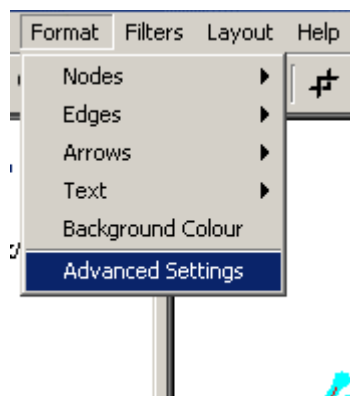 Format Filters Layout Help
Nodes
Edges
Arrows
Text
Background Colour
Advanced Settings